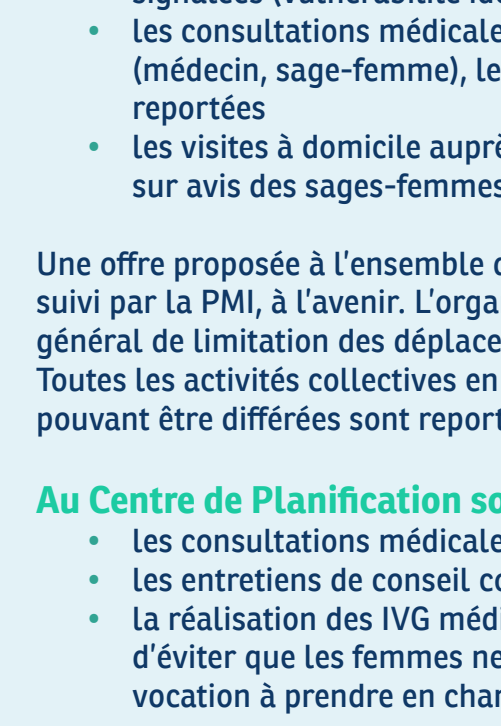 • les consultations médicale
(médecin, sage-femme), le
reportées
• les visites à domicile auprè
sur avis des sages-femmes
Une offre proposée à l'ensemble
suivi par la PMI, à l'avenir. L'orga
général de limitation des déplace
Toutes les activités collectives en
pouvant être différées sont report
Au Centre de Planification so
• les consultations médicale
• les entretiens de conseil co
• la réalisation des IVG médi
d'éviter que les femmes ne
vocation à prendre en char